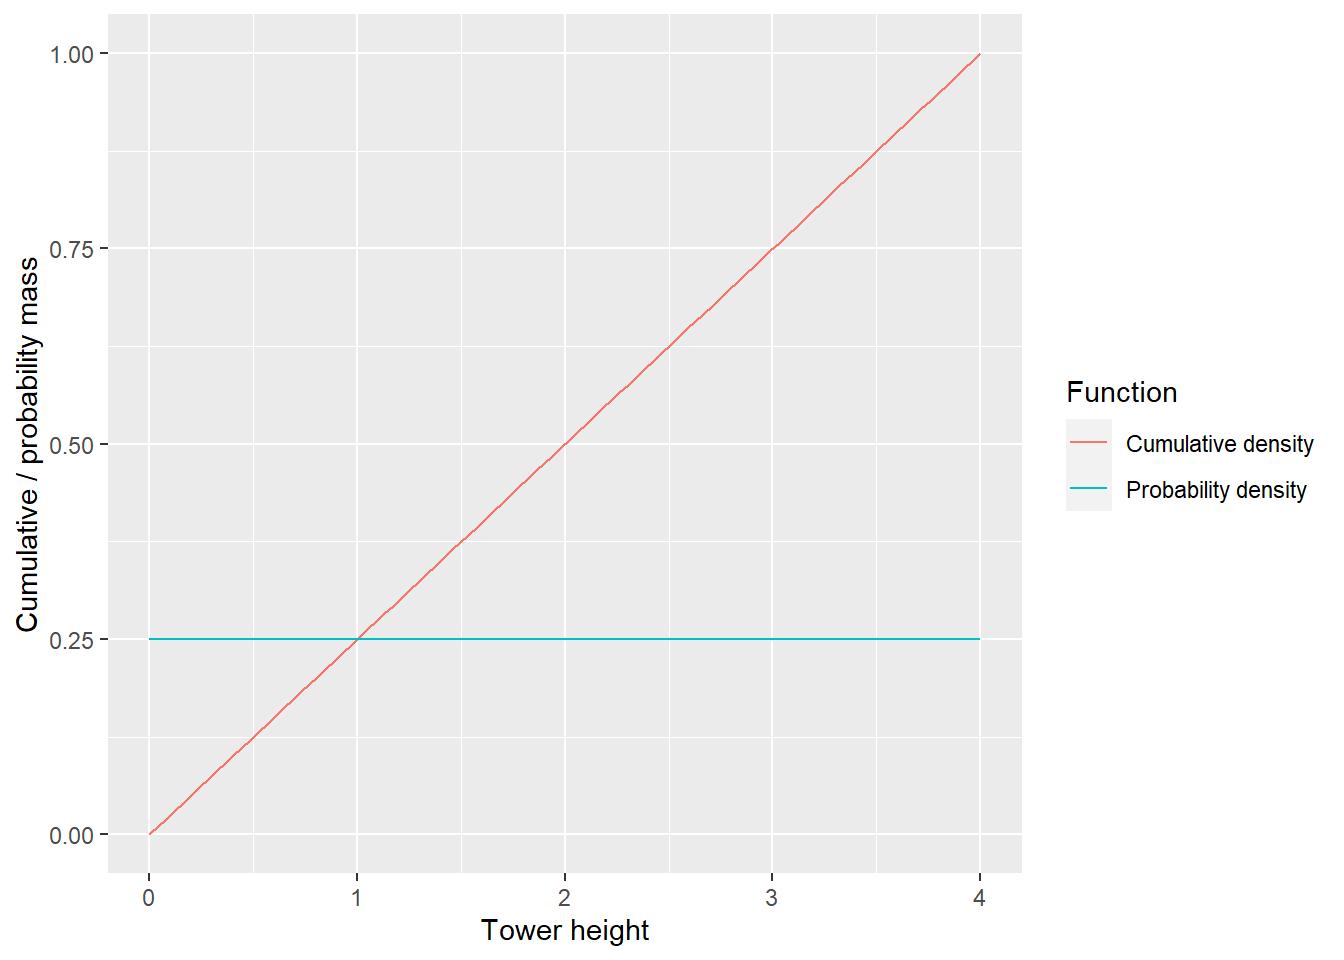 Cumulative / probability mass
1.00
0.75
0.50
0.25
0.00
0 1 2 3 4
Tower height
Function
Cumulative density
Probability density